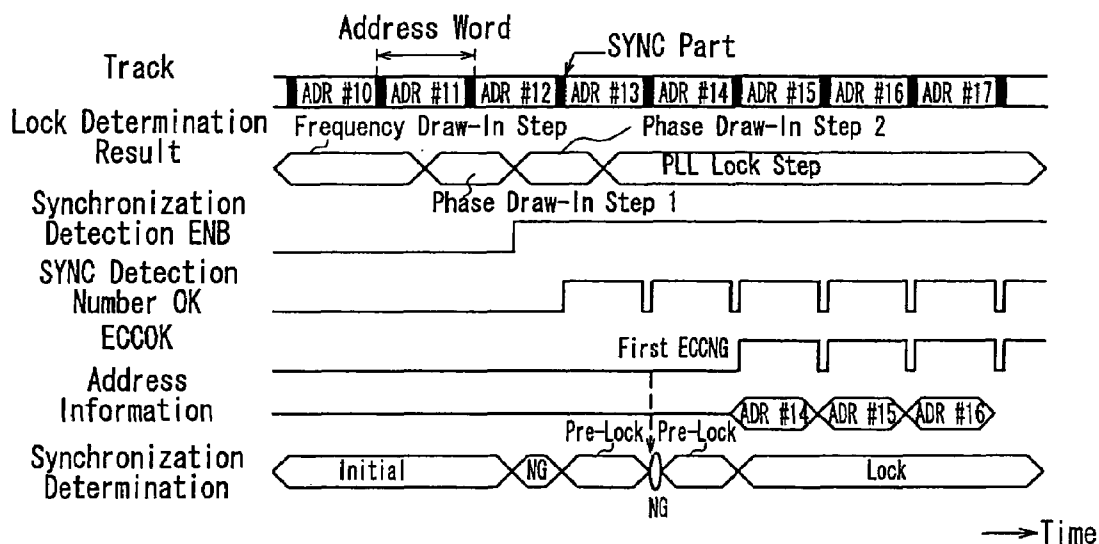 Address Word
SYNC Part
Track
ADR #10 ADR #11 ADR #12 ADR #13 ADR #14 ADR #15 ADR #16 ADR #17
Lock Determination
Result
Frequency Draw-In Step
Phase Draw-In Step 2
PLL Lock Step
Phase Draw-In Step 1
Synchronization
Detection ENB
SYNC Detection
Number OK
ECCOK
First ECCNG
Address
Information
ADR #14 ADR #15 ADR #16
Pre-Lock Pre-Lock
Synchronization
Determination
Initial NG Lock
NG
Time